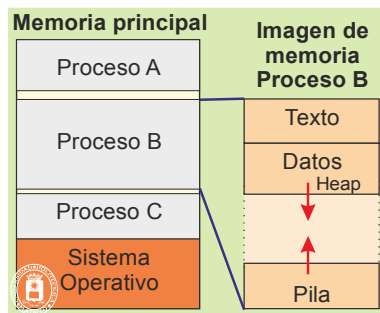 Memoria principal
Proceso A
Proceso B
Proceso C
Sistema
Operativo
Imagen de
memoria
Proceso B
Texto
Datos
Heap
Pila